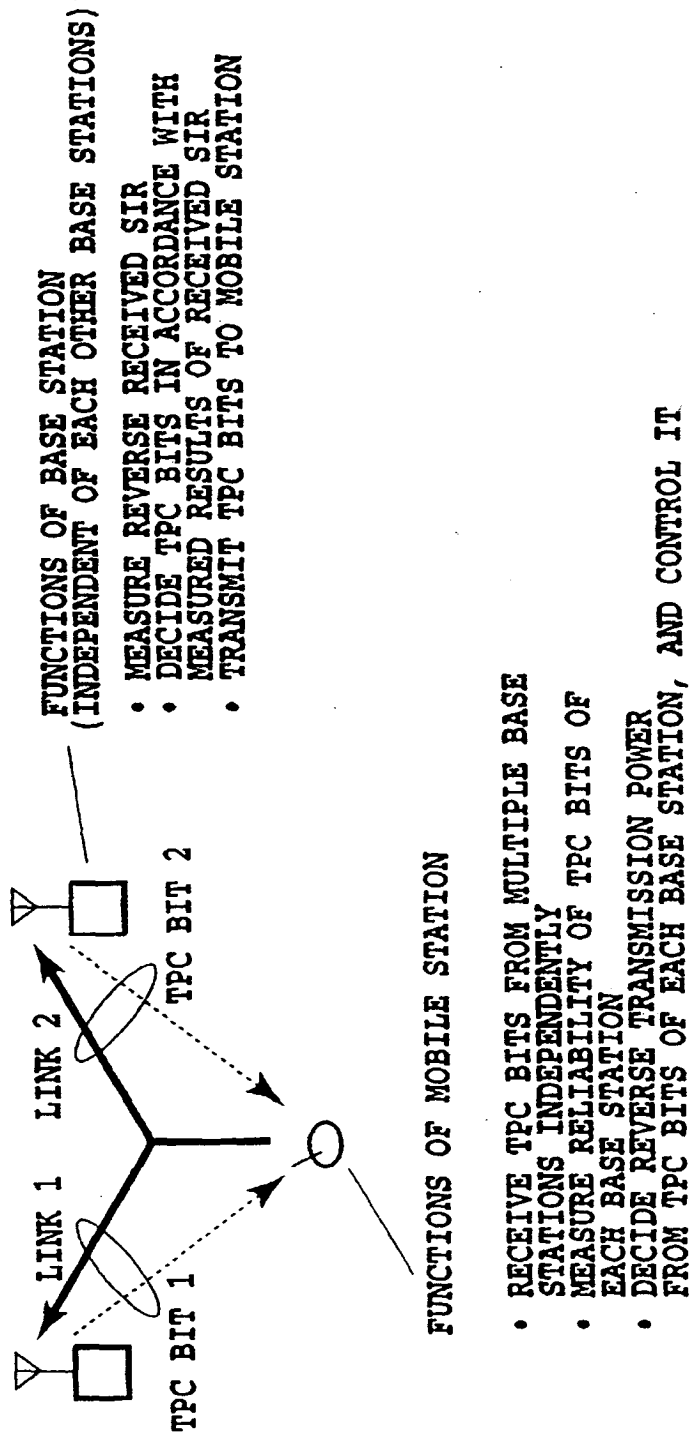 FUNCTIONS OF BASE STATION
(INDEPENDENT OF EACH OTHER BASE STATIONS)
• MEASURE REVERSE RECEIVED SIR
• DECIDE TPC BITS IN ACCORDANCE WITH
MEASURED RESULTS OF RECEIVED SIR
• TRANSMIT TPC BITS TO MOBILE STATION
LINK 1
LINK 2
TPC BIT 1
TPC BIT 2
FUNCTIONS OF MOBILE STATION
• RECEIVE TPC BITS FROM MULTIPLE BASE
STATIONS INDEPENDENTLY
• MEASURE RELIABILITY OF TPC BITS OF
EACH BASE STATION
• DECIDE REVERSE TRANSMISSION POWER
FROM TPC BITS OF EACH BASE STATION, AND CONTROL IT